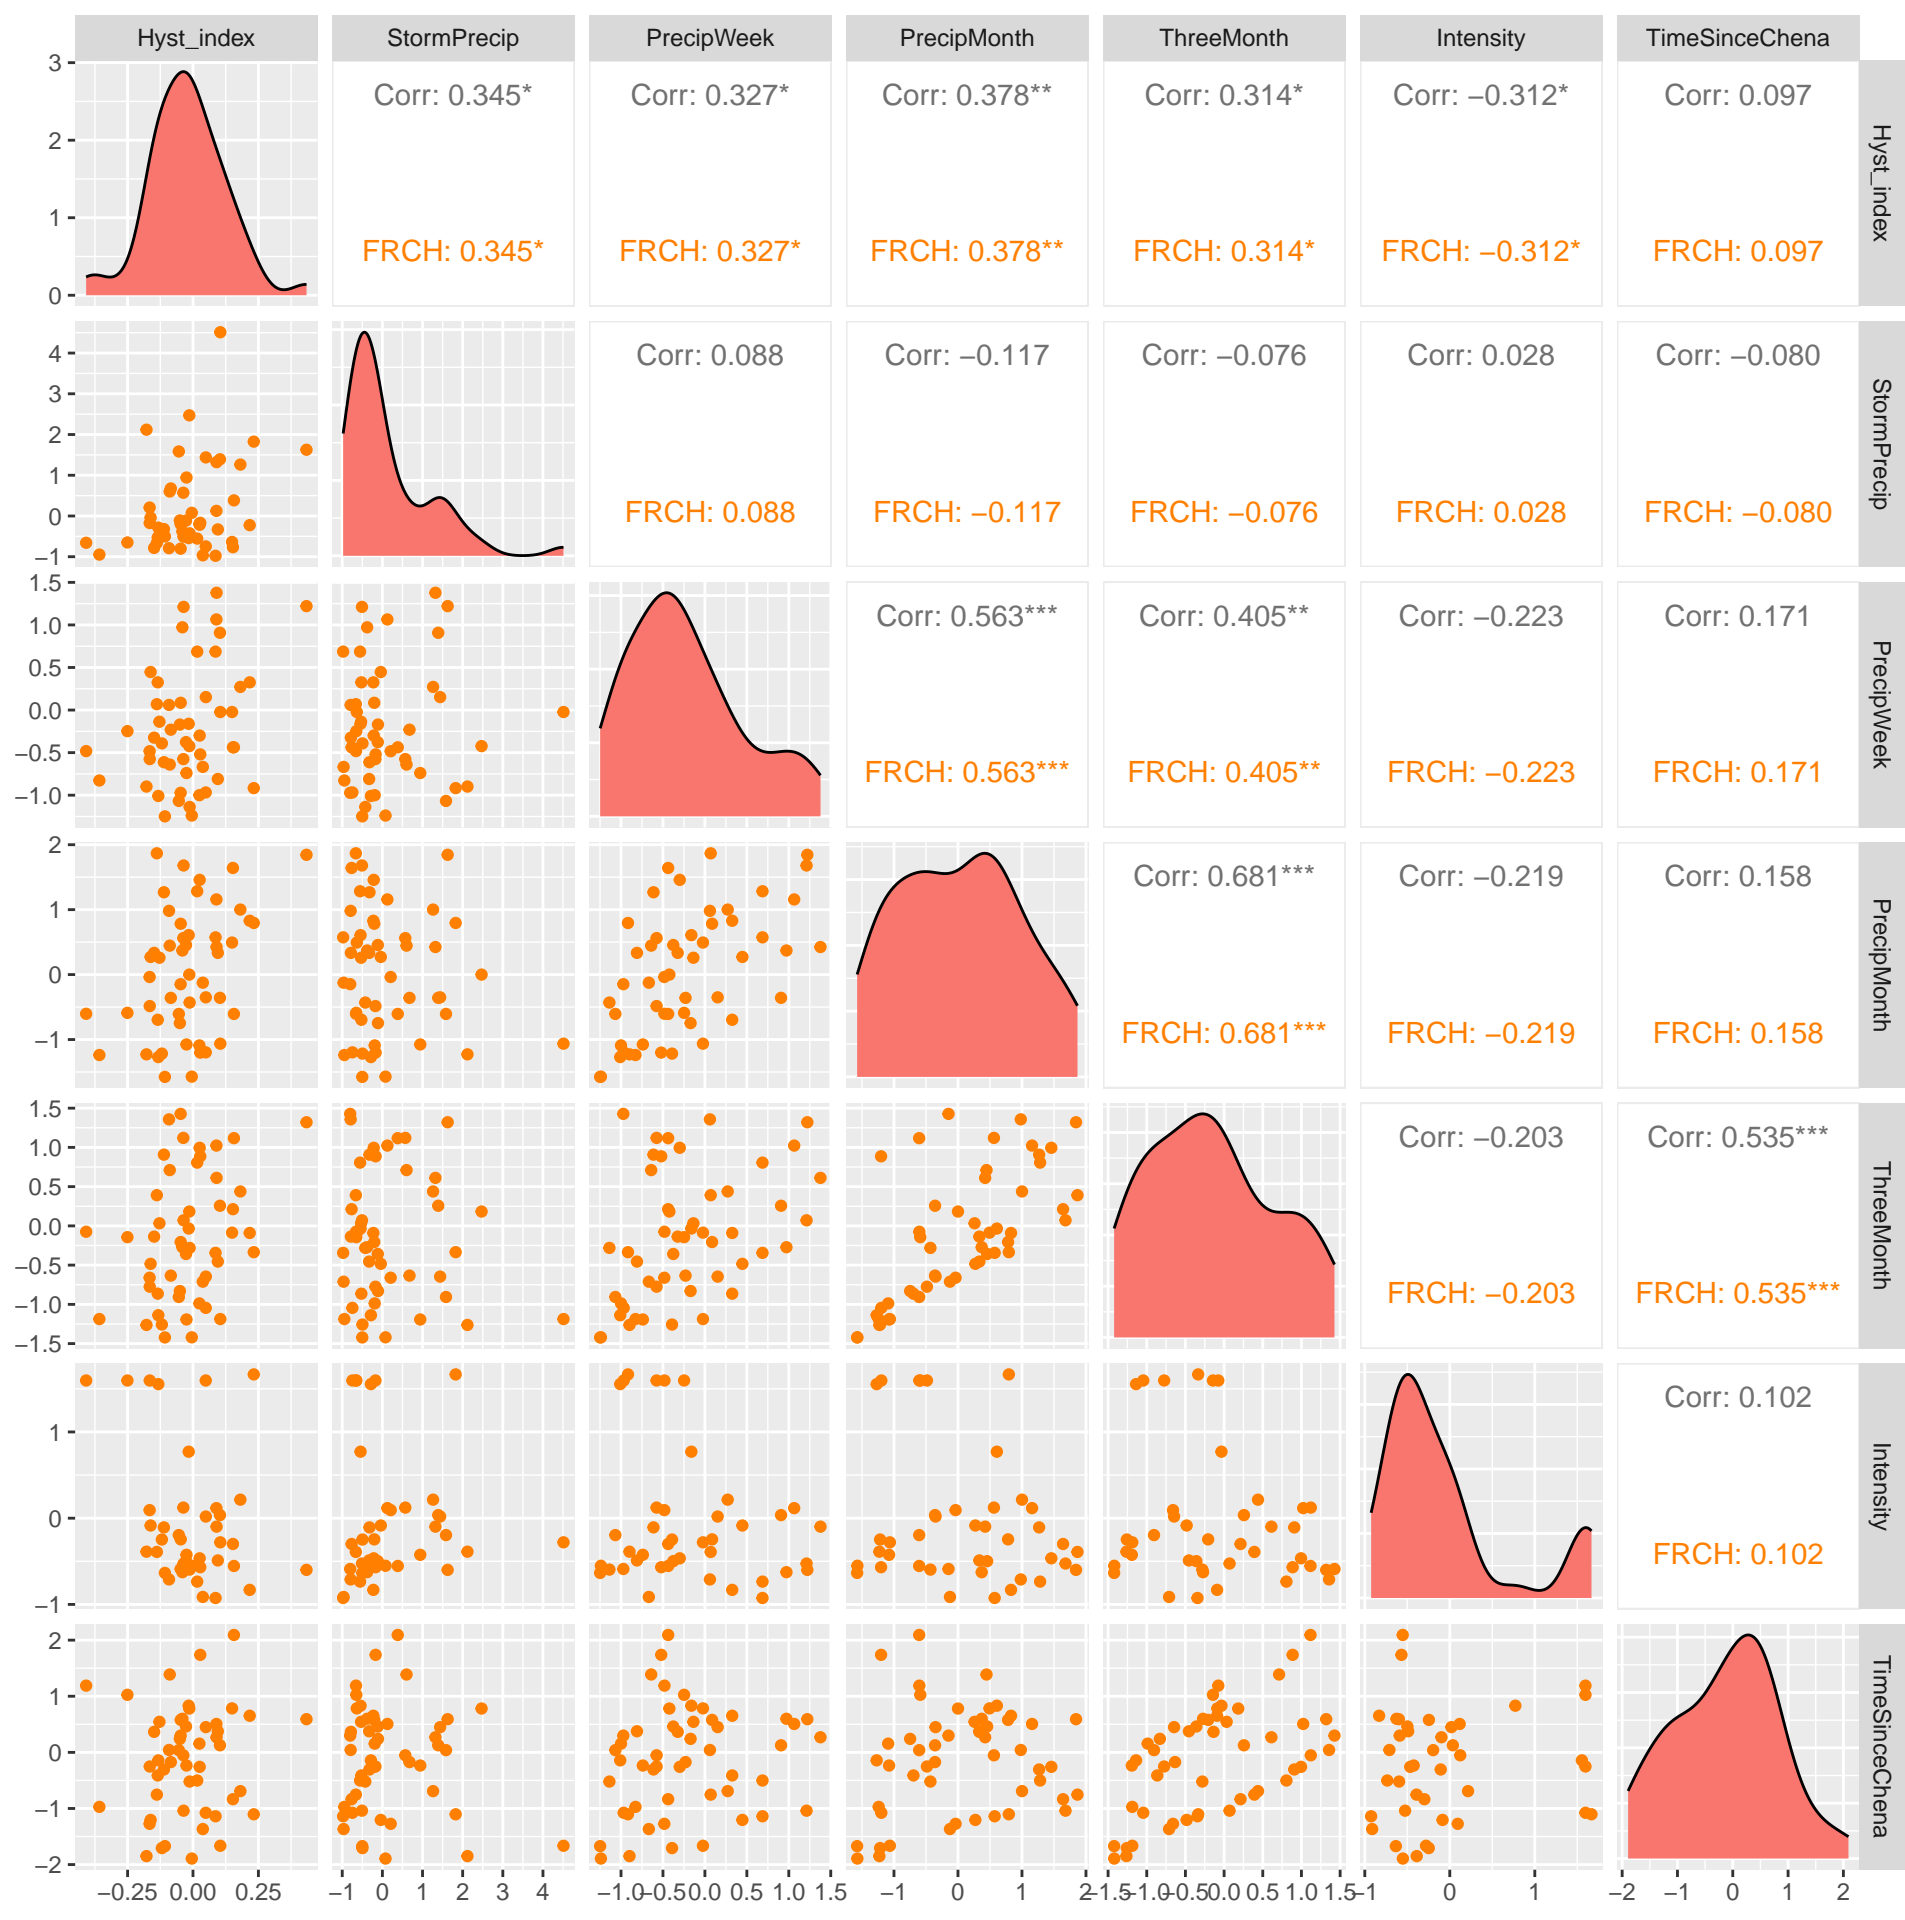 Hyst_index StormPrecip PrecipWeek PrecipMonth ThreeMonth Intensity TimeSinceChena
3
2
1
0
Corr: 0.345* Corr: 0.327* Corr: 0.378** Corr: 0.314* Corr: −0.312* Corr: 0.097
FRCH: 0.345* FRCH: 0.327* FRCH: 0.378** FRCH: 0.314* FRCH: −0.312* FRCH: 0.097
Hyst_index
4
3
2
1
0
−1
Corr: 0.088 Corr: −0.117 Corr: −0.076 Corr: 0.028 Corr: −0.080
FRCH: 0.088 FRCH: −0.117 FRCH: −0.076 FRCH: 0.028 FRCH: −0.080
StormPrecip
1.5
1.0
0.5
0.0
−0.5
−1.0
Corr: 0.563*** Corr: 0.405** Corr: −0.223 Corr: 0.171
FRCH: 0.563*** FRCH: 0.405** FRCH: −0.223 FRCH: 0.171
PrecipWeek
2
1
0
−1
Corr: 0.681*** Corr: −0.219 Corr: 0.158
FRCH: 0.681*** FRCH: −0.219 FRCH: 0.158
PrecipMonth
1.5
1.0
0.5
0.0
−0.5
−1.0
−1.5
Corr: −0.203 Corr: 0.535***
FRCH: −0.203 FRCH: 0.535***
ThreeMonth
1
0
−1
Corr: 0.102
FRCH: 0.102
Intensity
2
1
0
−1
−2
TimeSinceChena
−0.25 0.00 0.25 −1 0 1 2 3 4 −1.0 −0.5 0.0 0.5 1.0 1.5 −1 0 1 2 −1.5 −1.0 −0.5 0.0 0.5 1.0 1.5 −1 0 1 −2 −1 0 1 2